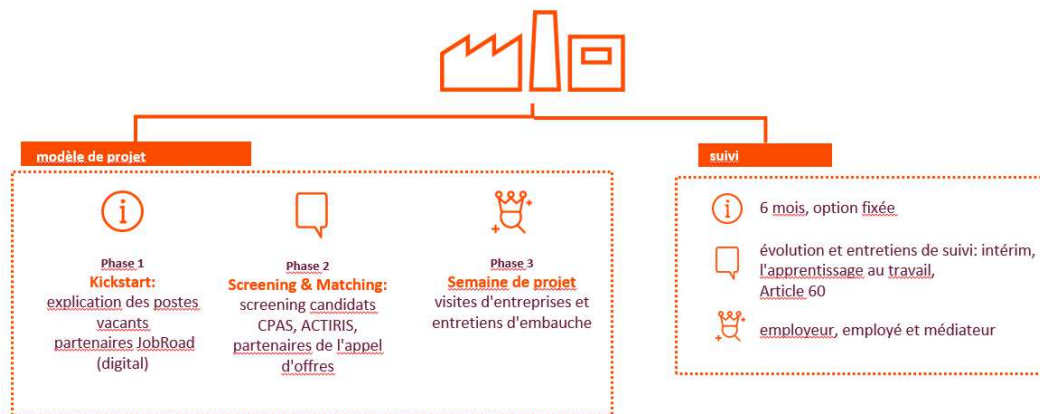 modèle de projet
Phase 1
Kickstart:
explication des postes
vacants
partenaires JobRoad
(digital)
Phase 2
Screening & Matching:
screening candidats
CPAS, ACTIRIS,
partenaires de l'appel
d'offres
Phase 3
Semaine de projet
visites d'entreprises et
entretiens d'embauche
suivi
6 mois, option fixée
évolution et entretiens de suivi: intérim,
l'apprentissage au travail,
Article 60
employeur, employé et médiateur